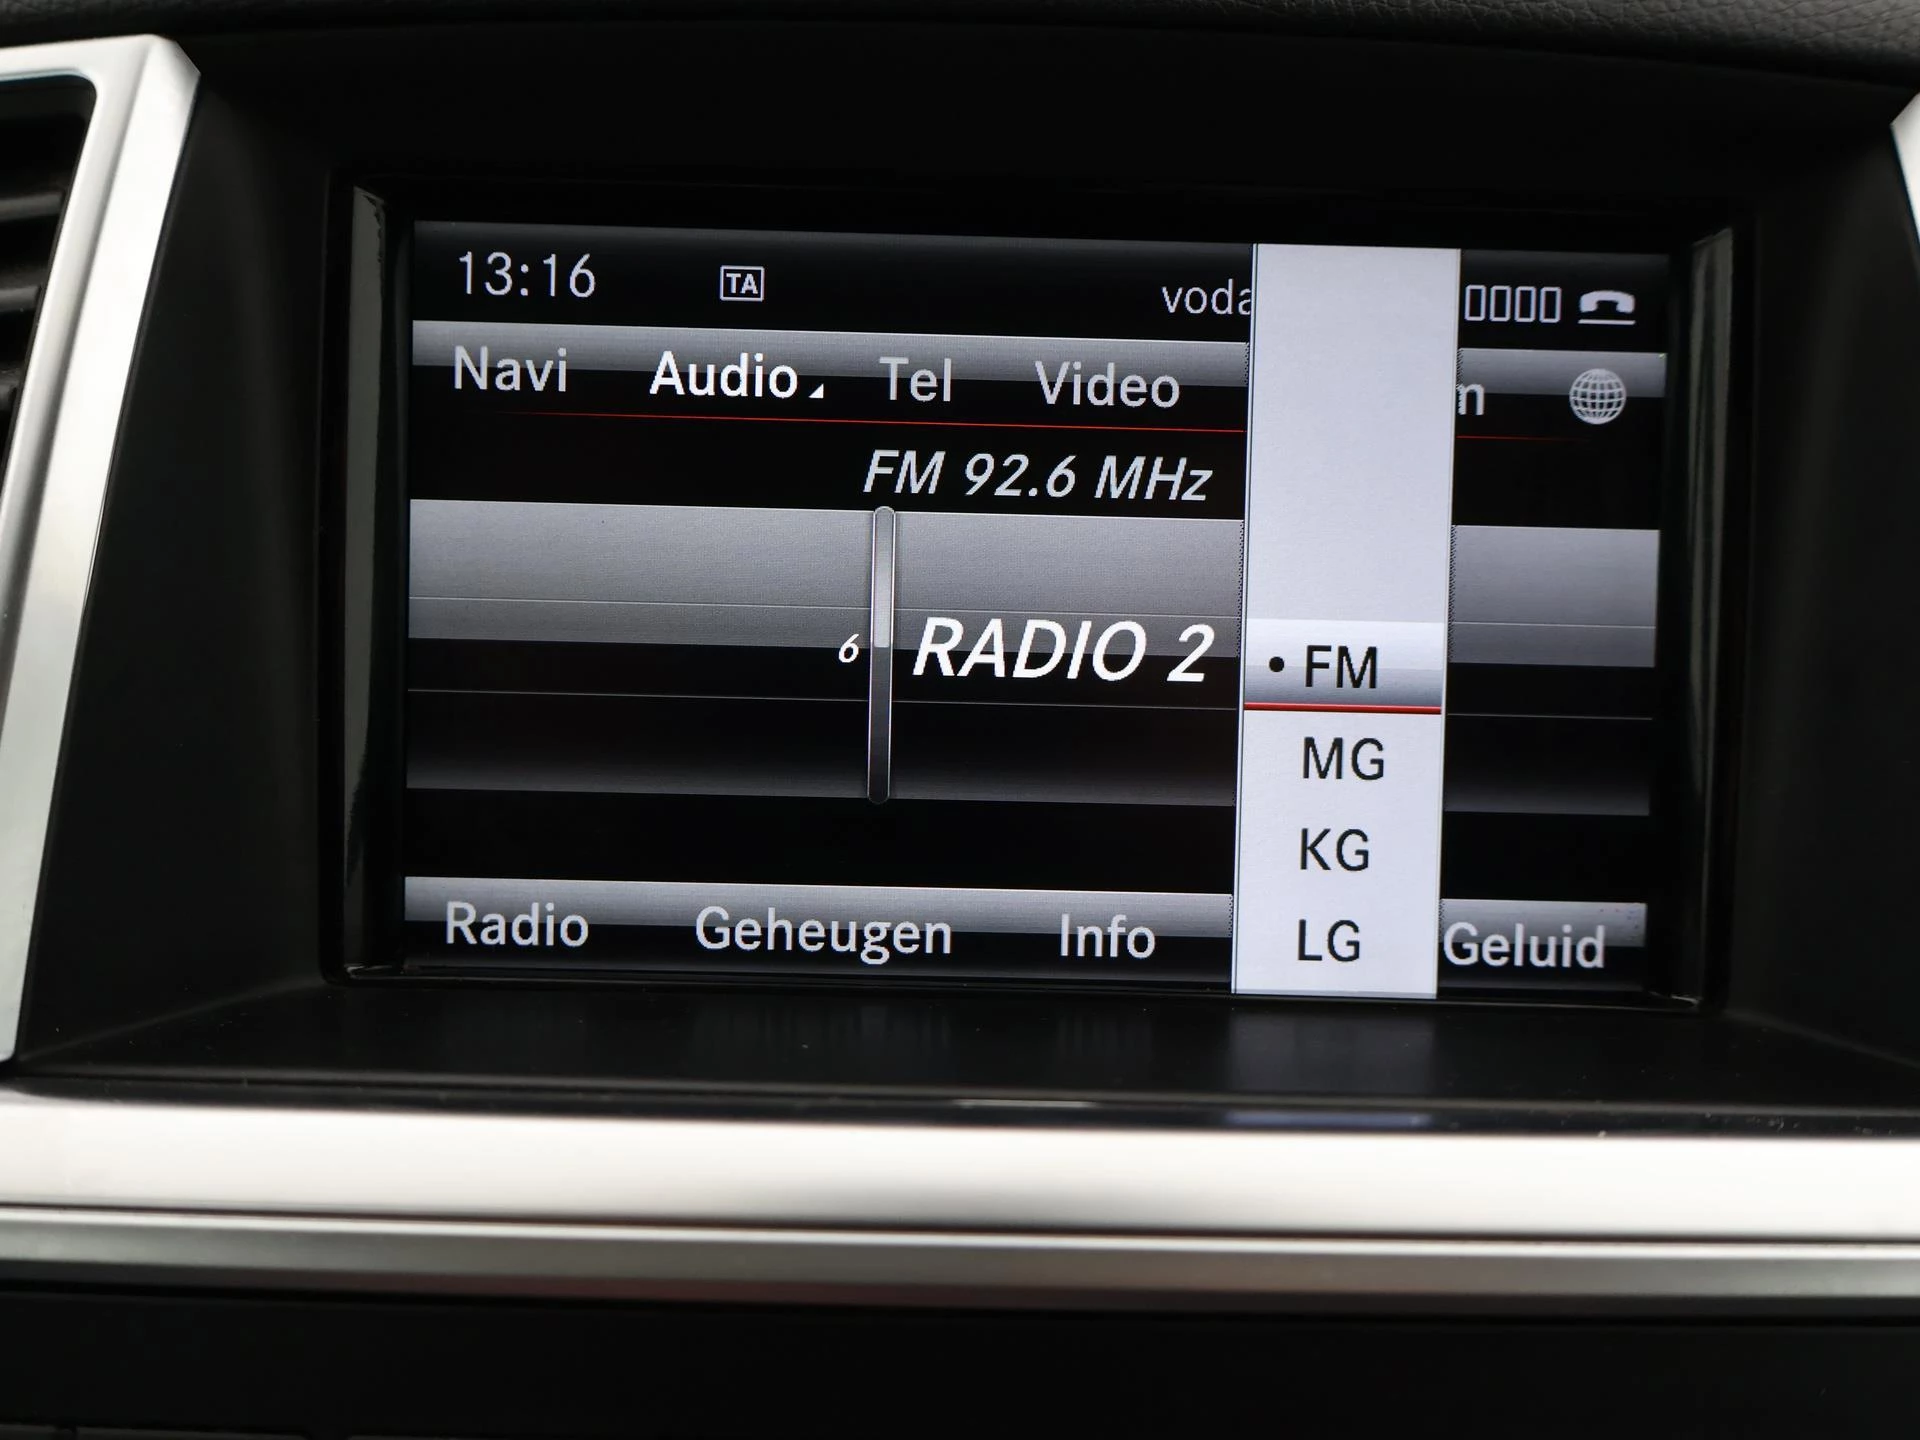 13:16 TA voda
Navi Audio Tel Video n
FM 92.6 MHz
6 RADIO 2
• FM
MG
KG
LG
Radio Geheugen Info Geluid